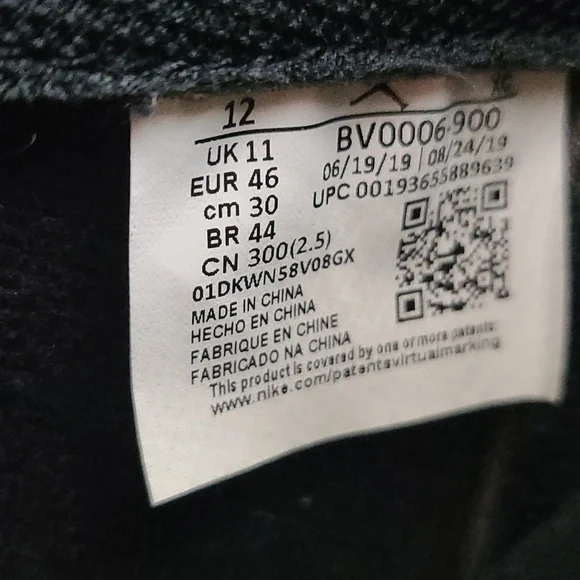 12
UK 11
EUR 46
cm 30
BR 44
CN 300(2.5)
01DKWN58V08GX
MADE IN CHINA
HECHO EN CHINA
FABRIQUE EN CHINE
FABRICADO NA CHINA
This product is covered by one or more patents:
www.nike.com/patentsvirtualmarking
BV0006-900
06/19/19 | 08/24/19
UPC 00193655889639